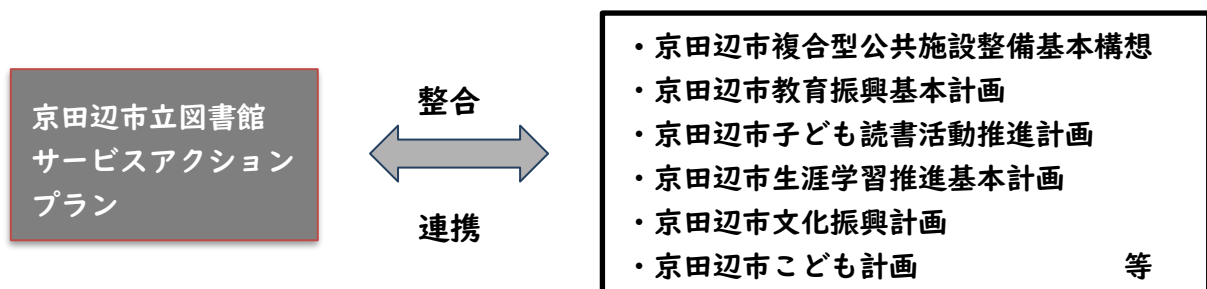 京田辺市立図書館
サービスアクション
プラン
整合
連携
・京田辺市複合型公共施設整備基本構想
・京田辺市教育振興基本計画
・京田辺市子ども読書活動推進計画
・京田辺市生涯学習推進基本計画
・京田辺市文化振興計画
・京田辺市こども計画 等